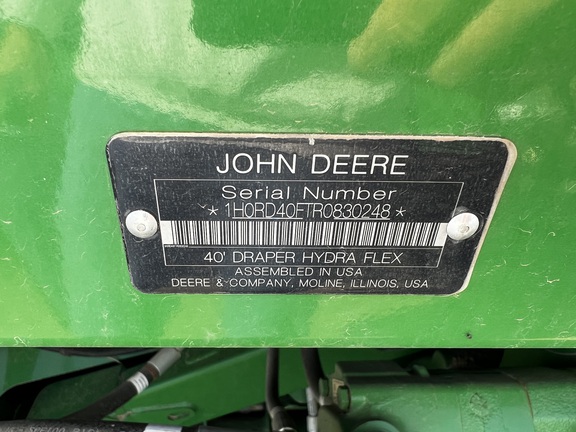 JOHN DEERE
Serial Number
*1H0RD40FTR0830248*
40' DRAPER HYDRA FLEX
ASSEMBLED IN USA
DEERE & COMPANY, MOLINE, ILLINOIS, USA